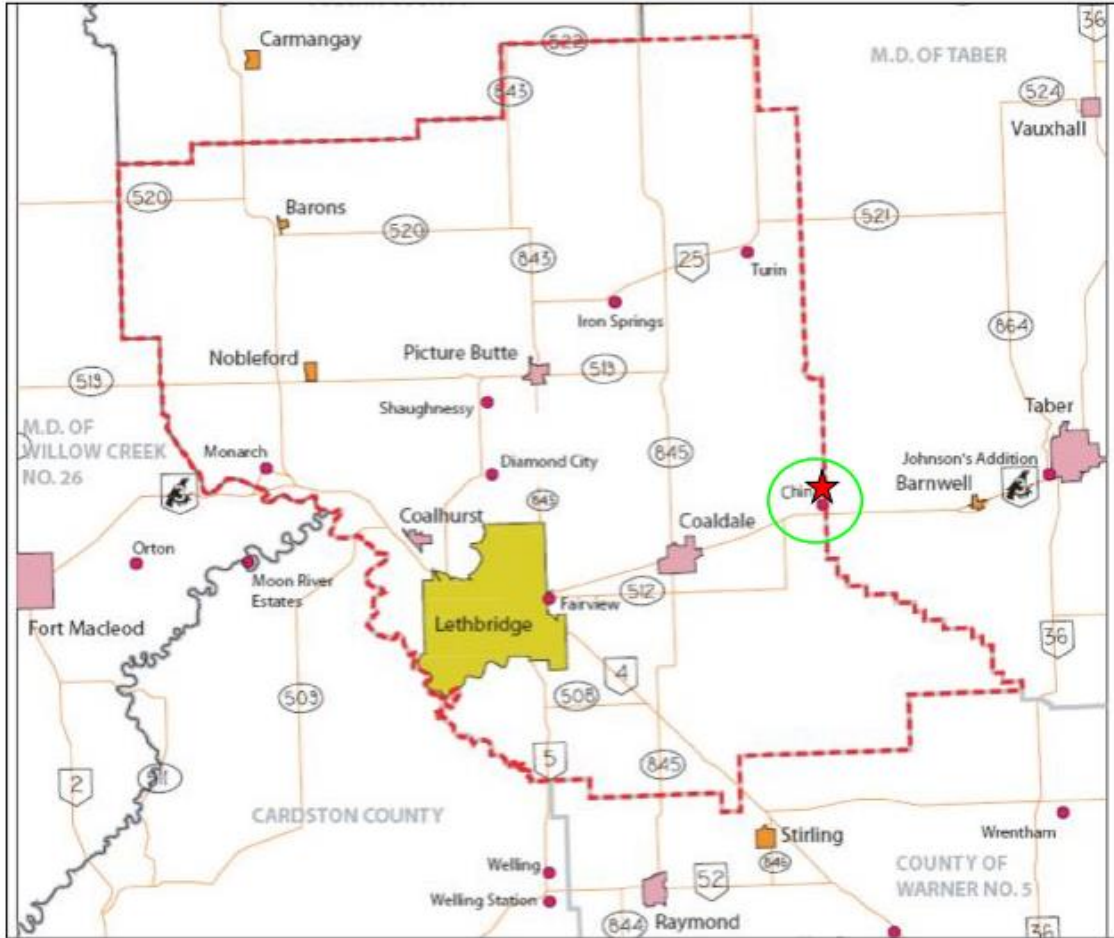 36
Carmangay
522
M.D. OF TABER
843
524
Vauxhall
520
Barons
520
521
843
25
Turin
Iron Springs
864
Nobleford
Picture Butte
519
519
Shaughnessy
Taber
M.D. OF
WILLOW CREEK
NO. 26
Monarch
Diamond City
845
Johnson's Addition
Barnwell
Chin
845
Coalhurst
Coaldale
Orton
Moon River
Estates
Fairview
512
Fort Macleod
Lethbridge
36
4
509
508
5
845
2
CARDSTON COUNTY
Stirling
Wrentham
846
COUNTY OF
WARNER NO. 5
Welling
52
Welling Station
844
Raymond
36